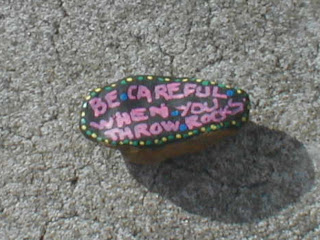 BE CAREFUL
WHEN YOU
THROW ROCKS